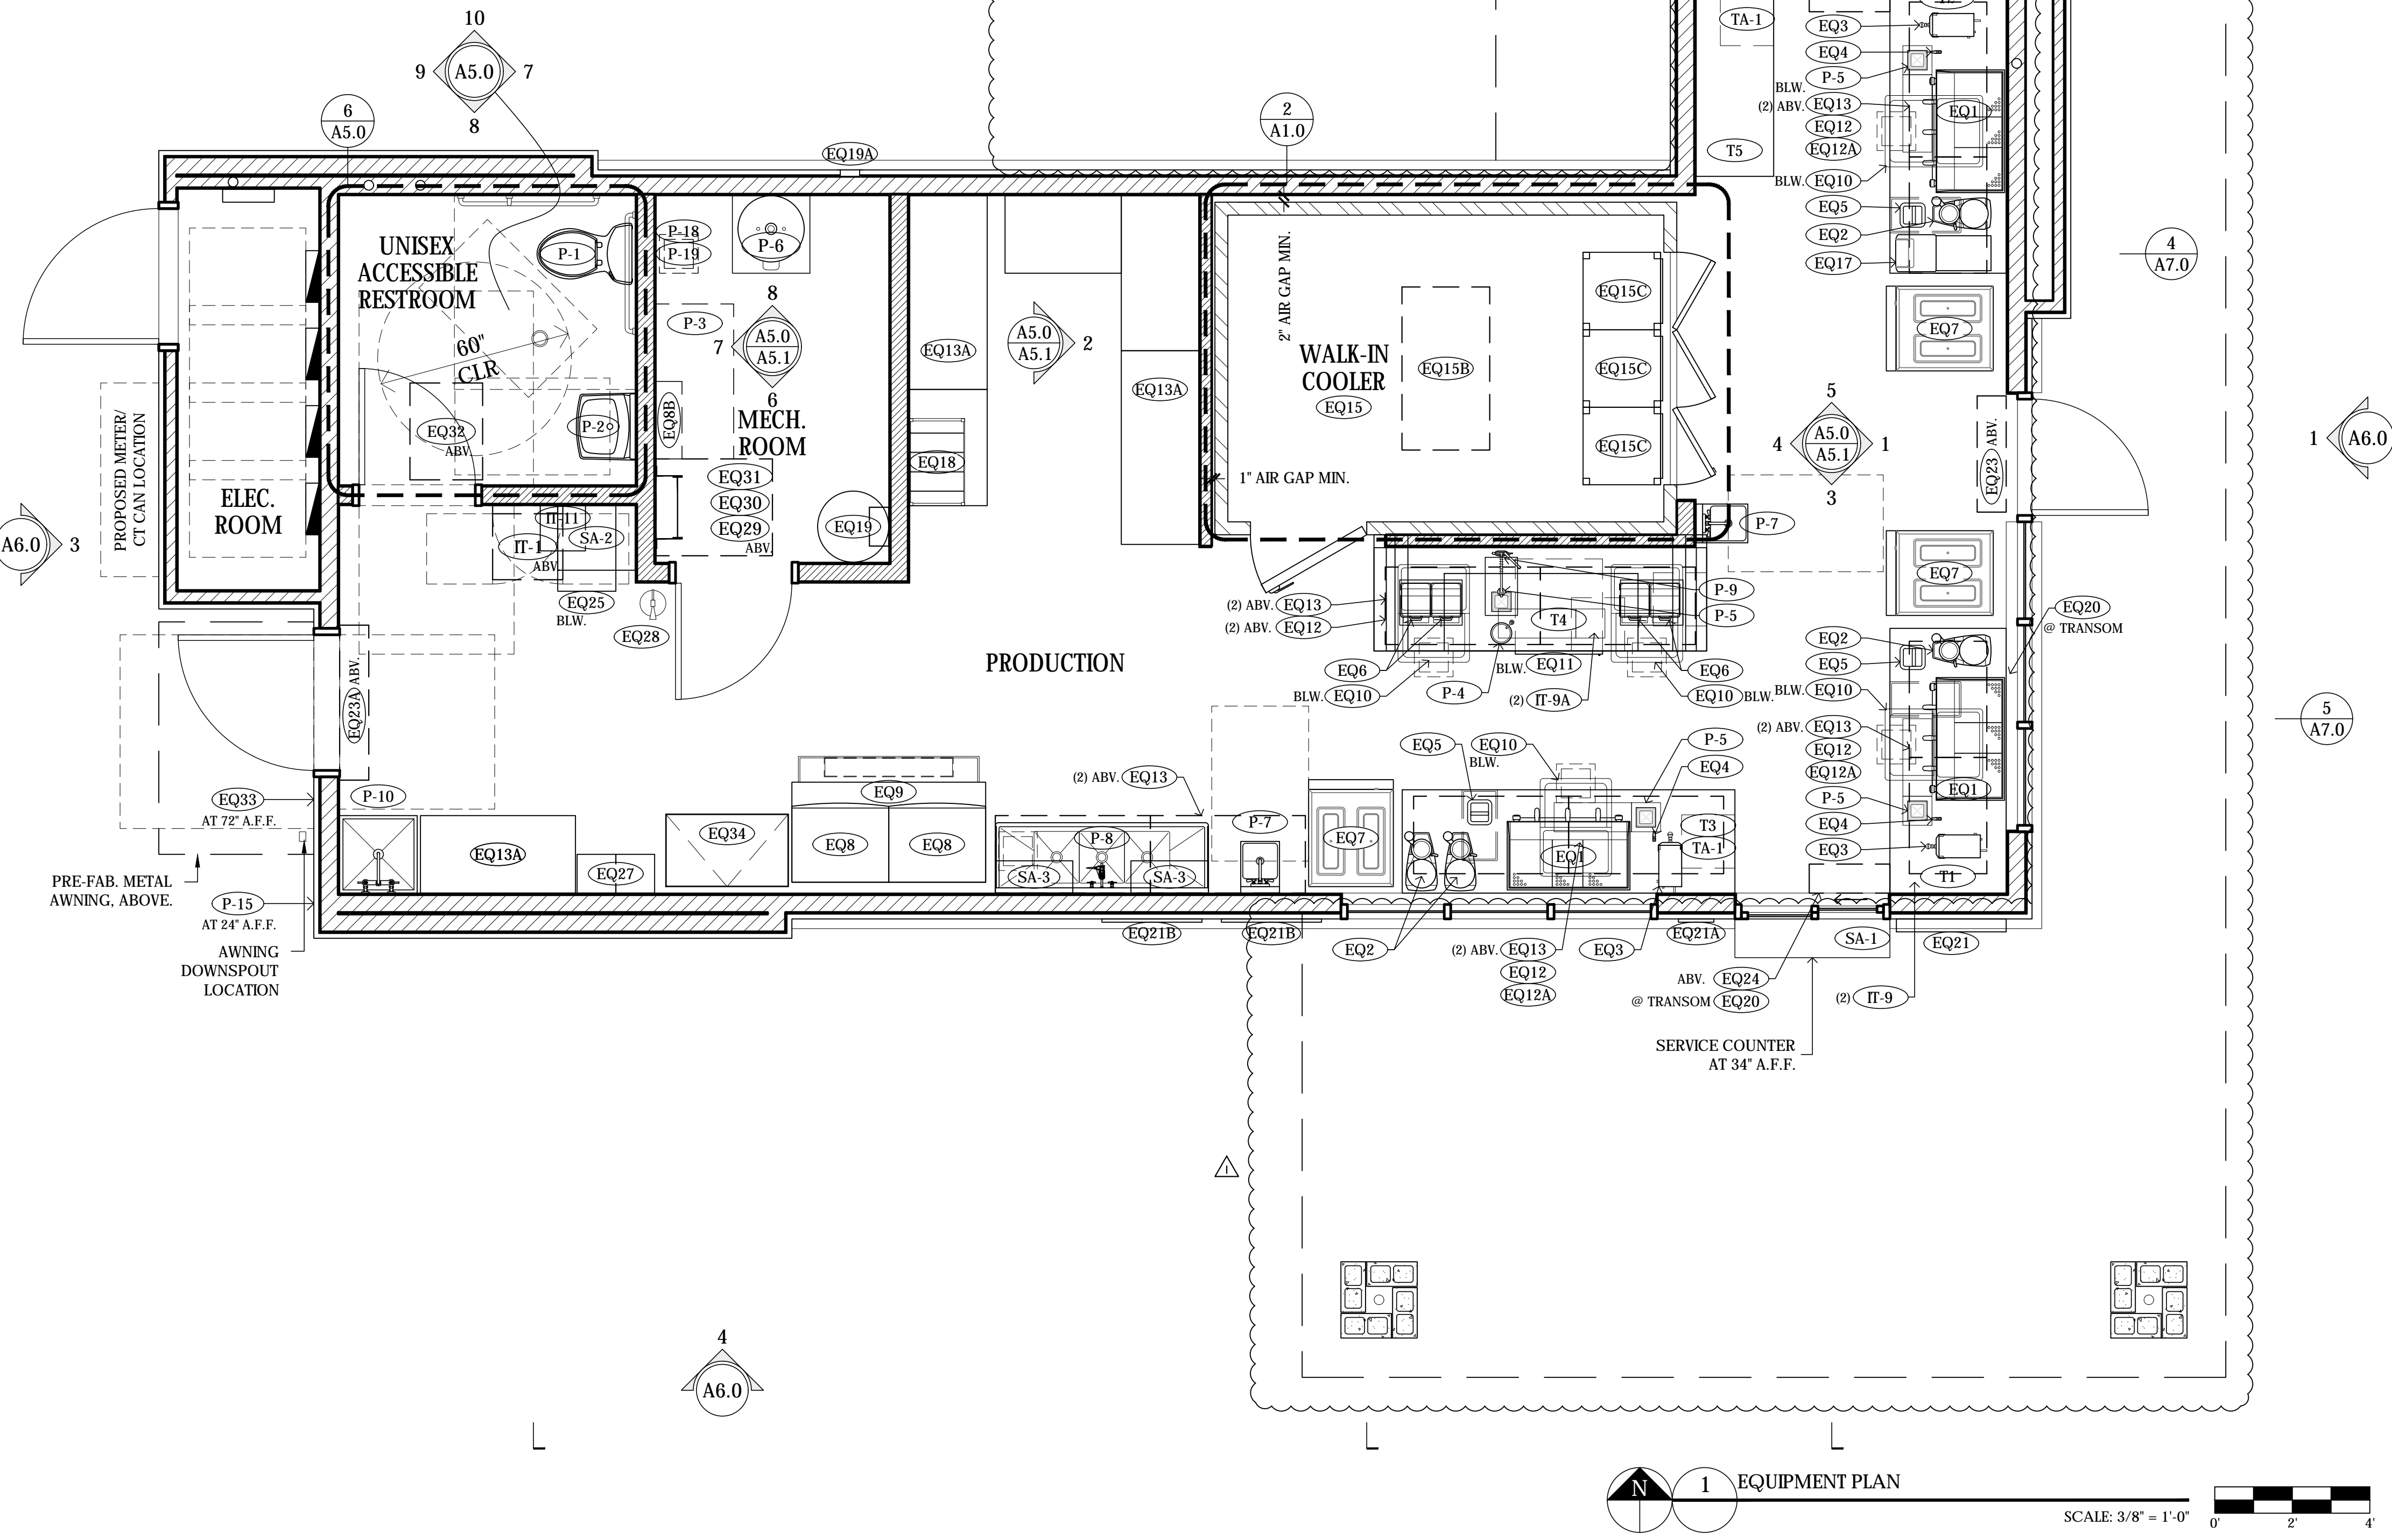 10
9
A5.0
7
8
6
A5.0
2
A1.0
EQ19A
TA-1
T5
EQ3
EQ4
P-5
BLW.
(2) ABV. EQ13
EQ12
EQ12A
EQ1
BLW. EQ10
EQ5
EQ2
EQ17
EQ7
4
A7.0
UNISEX
ACCESSIBLE
RESTROOM
P-1
60"
CLR
P-2
EQ32
ABV.
P-18
P-19
P-6
P-3
8
7
A5.0
A5.1
6
EQ8B
MECH.
ROOM
EQ31
EQ30
EQ29
ABV.
EQ19
EQ13A
EQ18
A5.0
A5.1
2
EQ13A
2" AIR GAP MIN.
WALK-IN
COOLER
EQ15
EQ15B
EQ15C
EQ15C
EQ15C
1" AIR GAP MIN.
5
4
A5.0
A5.1
1
3
EQ23 ABV.
1
A6.0
PROPOSED METER/
CT CAN LOCATION
ELEC.
ROOM
A6.0
3
IT-11
IT-1
ABV.
SA-2
EQ25
BLW.
EQ28
P-7
EQ7
(2) ABV. EQ13
(2) ABV. EQ12
T4
P-9
P-5
EQ6
BLW. EQ10
P-4
BLW.
EQ11
(2) IT-9A
EQ6
EQ10 BLW.
PRODUCTION
EQ20
@ TRANSOM
EQ2
EQ5
BLW. EQ10
(2) ABV. EQ13
EQ12
EQ12A
EQ1
P-5
EQ4
EQ3
T1
5
A7.0
EQ23A ABV.
EQ33
AT 72" A.F.F.
P-10
EQ13A
EQ27
EQ34
EQ9
EQ8
EQ8
(2) ABV. EQ13
P-8
SA-3
SA-3
P-7
EQ7
EQ5
EQ10
BLW.
P-5
EQ4
T3
TA-1
EQ1
PRE-FAB. METAL
AWNING, ABOVE.
P-15
AT 24" A.F.F.
AWNING
DOWNSPOUT
LOCATION
EQ21B
EQ21B
EQ2
(2) ABV. EQ13
EQ12
EQ12A
EQ3
EQ21A
SA-1
EQ21
ABV. EQ24
@ TRANSOM EQ20
(2) IT-9
SERVICE COUNTER
AT 34" A.F.F.
1
4
A6.0
N
1
EQUIPMENT PLAN
SCALE: 3/8" = 1'-0"
0'
2'
4'